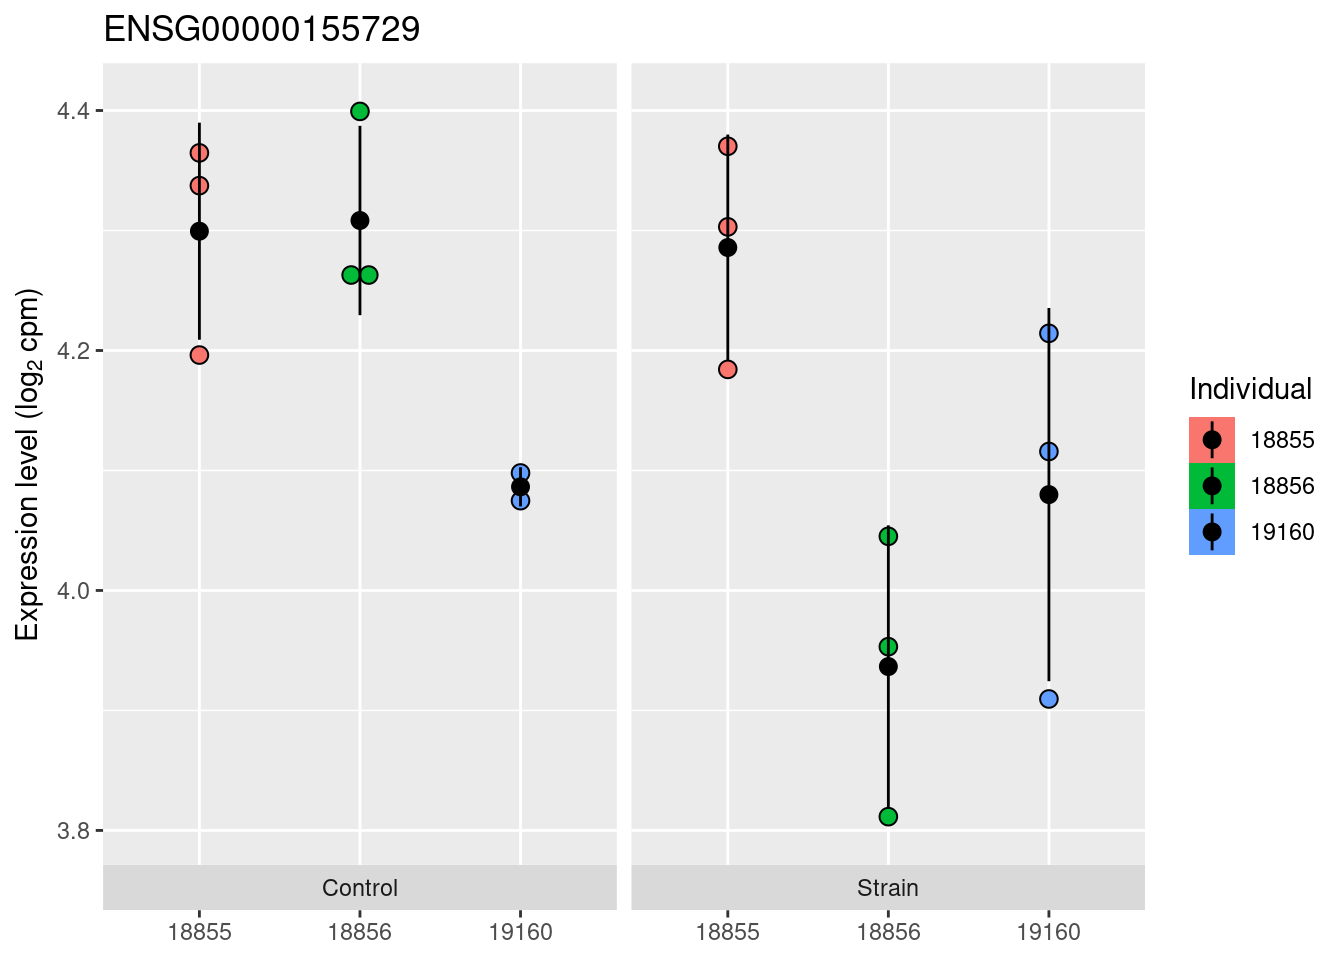 ENSG00000155729
Expression level (log2 cpm)
4.4
4.2
4.0
3.8
Control
Strain
18855
18856
19160
18855
18856
19160
Individual
18855
18856
19160